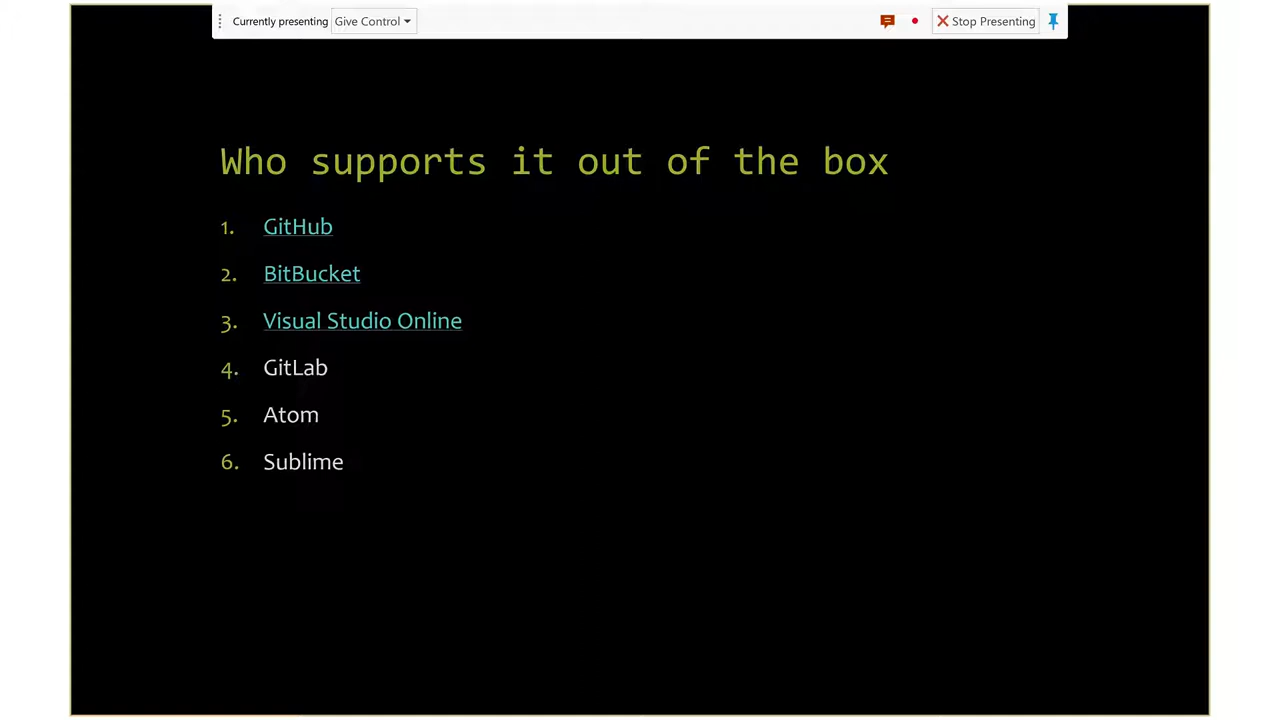 Currently presenting Give Control Stop Presenting
Who supports it out of the box
1. GitHub
2. BitBucket
3. Visual Studio Online
4. GitLab
5. Atom
6. Sublime